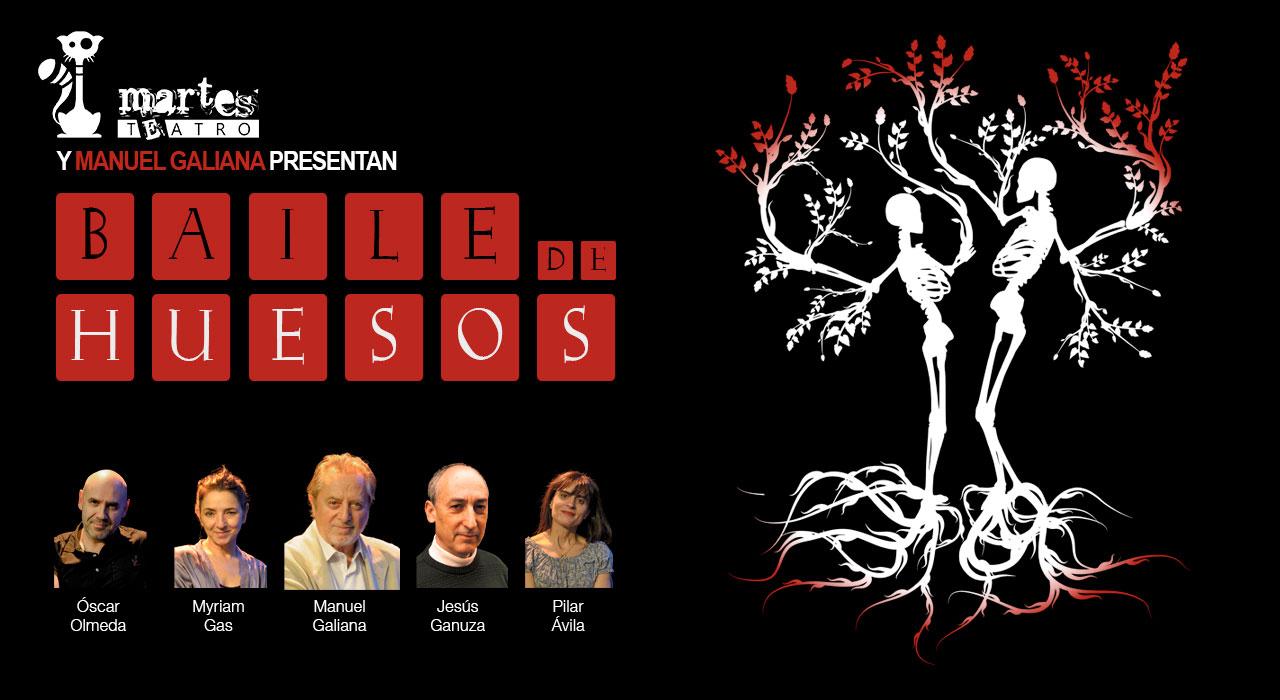 martes
TEATRO
Y MANUEL GALIANA PRESENTAN
BAILE DE
HUESOS
Óscar
Olmeda
Myriam
Gas
Manuel
Galiana
Jesús
Ganuza
Pilar
Ávila